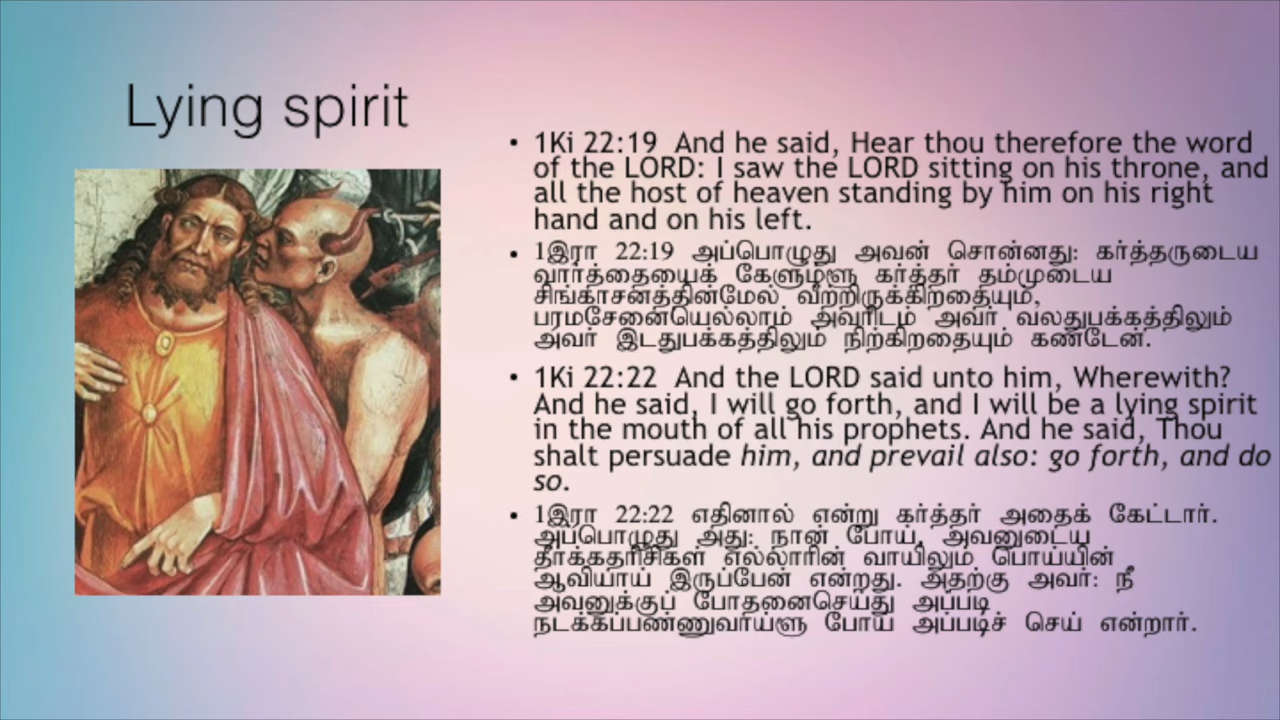 Lying spirit
• 1Ki 22:19 And he said, Hear thou therefore the word
of the LORD: I saw the LORD sitting on his throne, and
all the host of heaven standing by him on his right
hand and on his left.
• 1இரா 22:19 அப்பொழுது அவன் சொன்னது: கர்த்தருடைய
வார்த்தையைக் கேளும்ளூ கர்த்தர் தம்முடைய
சிங்காசனத்தின்மேல் வீற்றிருக்கிறதையும்,
பரமசேனையெல்லாம் அவரிடம் அவர் வலதுபக்கத்திலும்
அவர் இடதுபக்கத்திலும் நிற்கிறதையும் கண்டேன்.
• 1Ki 22:22 And the LORD said unto him, Wherewith?
And he said, I will go forth, and I will be a lying spirit
in the mouth of all his prophets. And he said, Thou
shalt persuade him, and prevail also: go forth, and do
so.
• 1இரா 22:22 எதினால் என்று கர்த்தர் அதைக் கேட்டார்.
அப்பொழுது அது: நான் போய், அவனுடைய
தீர்க்கதரிசிகள் எல்லாரின் வாயிலும் பொய்யின்
ஆவியாய் இருப்பேன் என்றது. அதற்கு அவர்: நீ
அவனுக்குப் போதனைசெய்து அப்படி
நடக்கப்பண்ணுவாய்ளூ போய் அப்படிச் செய் என்றார்.